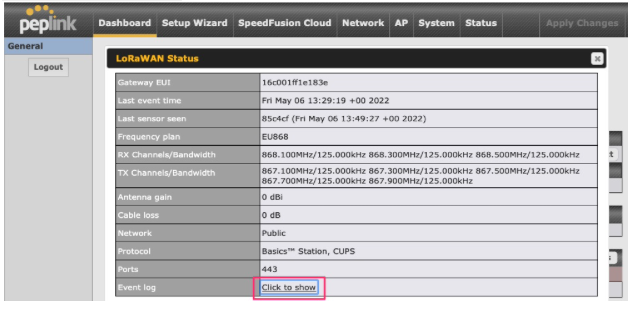 peplink Dashboard Setup Wizard SpeedFusion Cloud Network AP System Status Apply Changes
General
Logout
LoRaWAN Status
Gateway EUI 16c001ff1e183e
Last event time Fri May 06 13:29:19 +00 2022
Last sensor seen 85c4cf (Fri May 06 13:49:27 +00 2022)
Frequency plan EU868
RX Channels/Bandwidth 868.100MHz/125.000kHz 868.300MHz/125.000kHz 868.500MHz/125.000kHz
TX Channels/Bandwidth 867.100MHz/125.000kHz 867.300MHz/125.000kHz 867.500MHz/125.000kHz
867.700MHz/125.000kHz 867.900MHz/125.000kHz
Antenna gain 0 dBi
Cable loss 0 dB
Network Public
Protocol Basics™ Station, CUPS
Ports 443
Event log Click to show